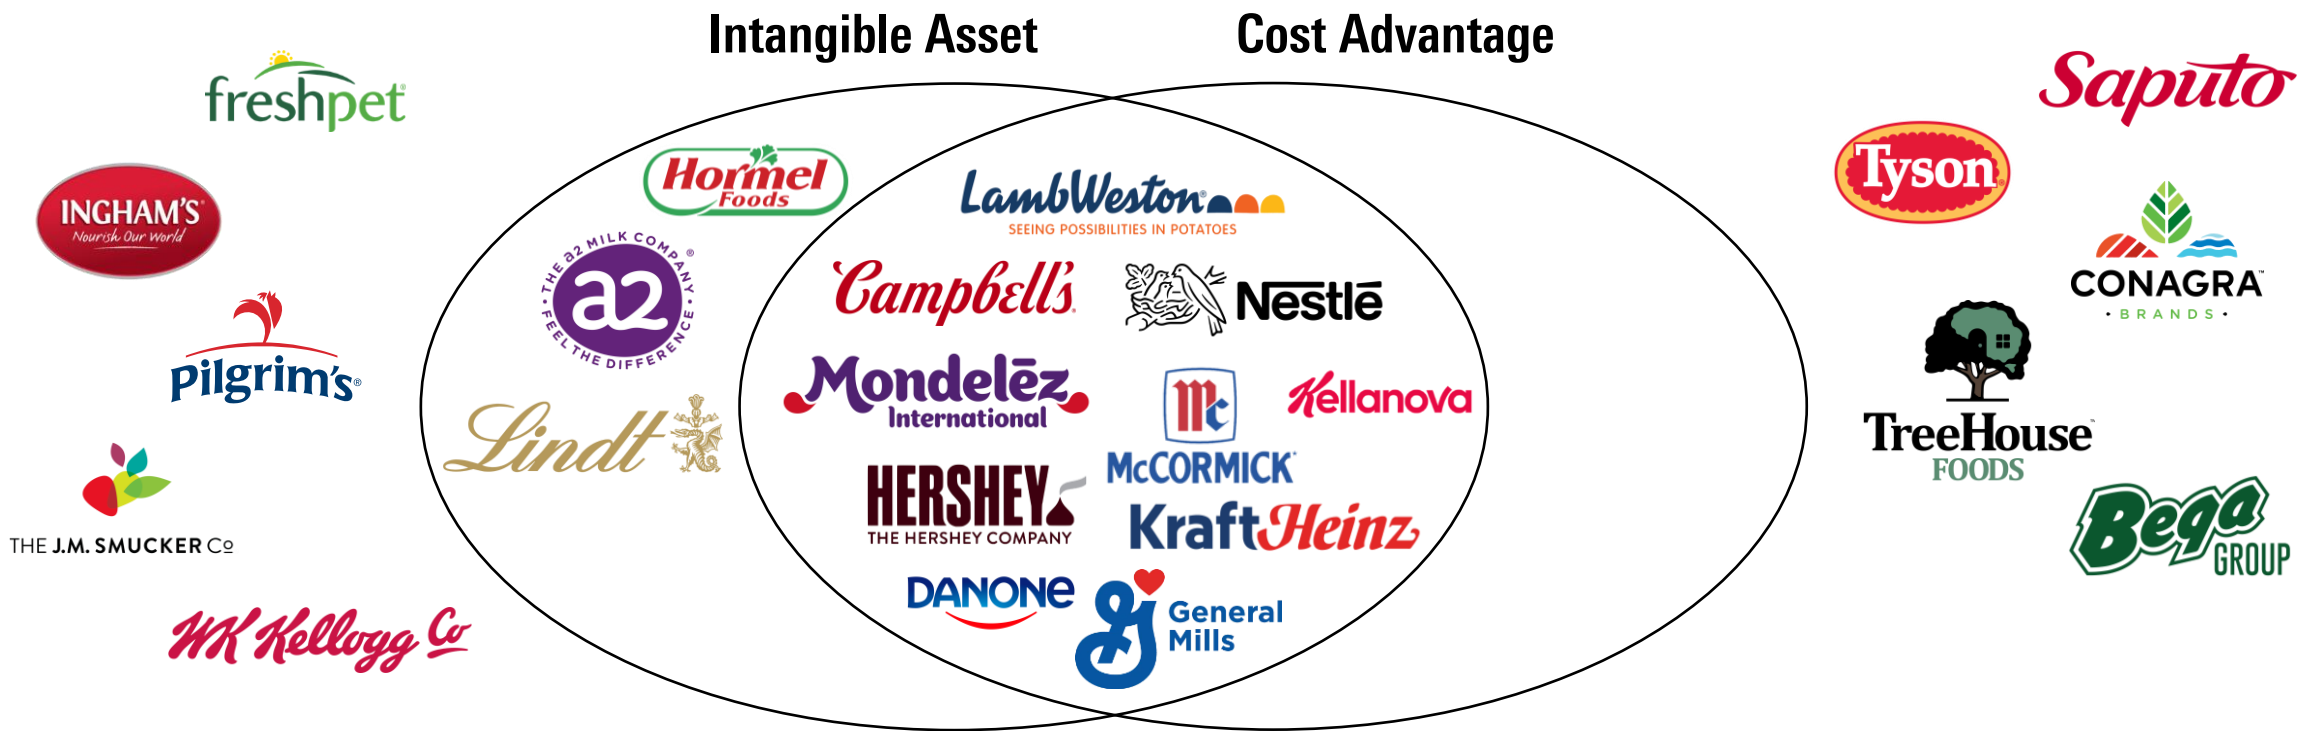 Intangible Asset
Cost Advantage
freshpet®
INGHAM'S®
Nourish Our World
Pilgrim's®
THE J.M. SMUCKER Co
WK Kellogg Co
Hormel
Foods
THE a2 MILK COMPANY ®
a2
FEEL THE DIFFERENCE
Lindt
LambWeston®
SEEING POSSIBILITIES IN POTATOES
Campbell's
Nestlé
Mondelēz
International
Mc
McCORMICK
Kellanova
HERSHEY
THE HERSHEY COMPANY
KraftHeinz
DANONE
G
General
Mills
Saputo
Tyson
CONAGRA™
• BRANDS •
TreeHouse™
FOODS
Bega
GROUP